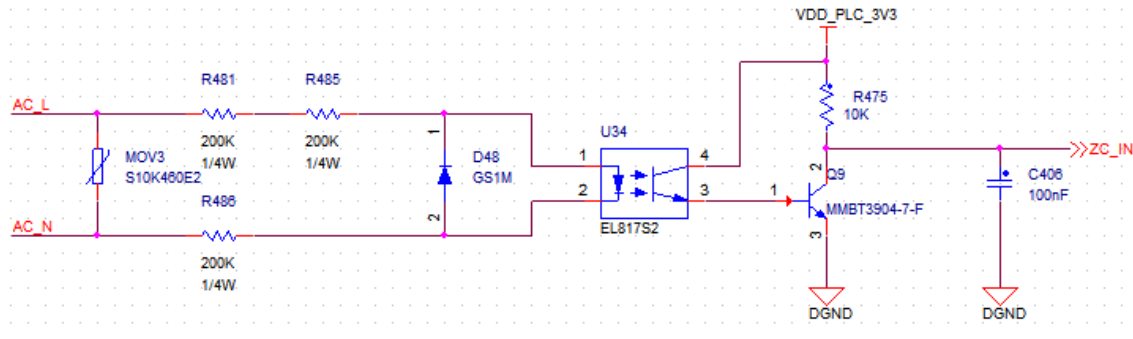 VDD_PLC_3V3
R481
R485
R475
10K
AC_L
200K
1/4W
200K
1/4W
MOV3
S10K460E2
1
D48
GS1M
2
U34
1
2
4
3
EL817S2
ZC_IN
2
Q9
1
MMBT3904-7-F
3
C406
100nF
R486
AC_N
200K
1/4W
DGND
DGND